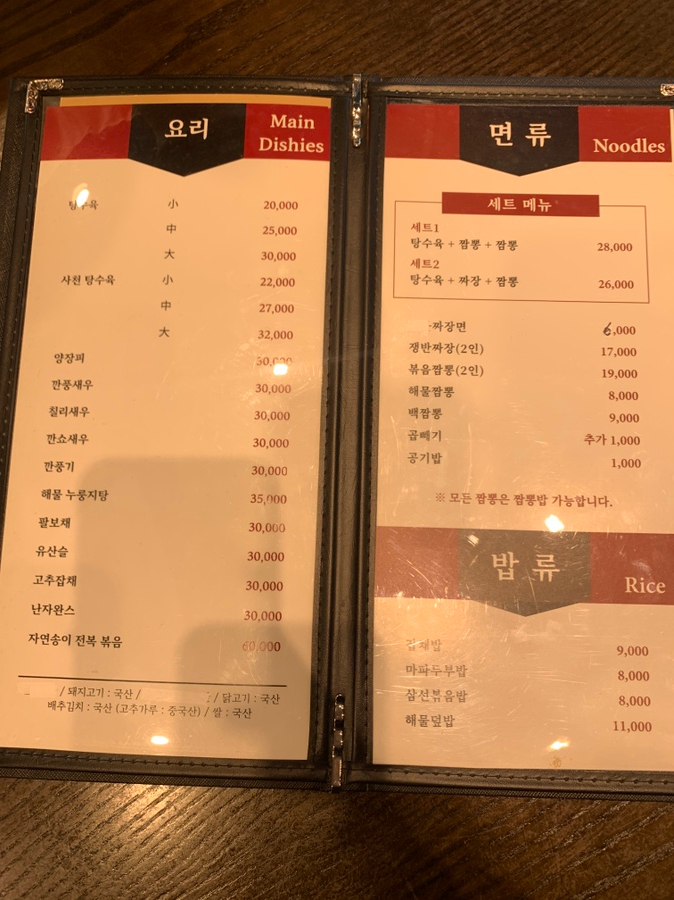 요리
Main
Dishies
탕수육 小 20,000
中 25,000
大 30,000
사천 탕수육 小 22,000
中 27,000
大 32,000
양장피 30,000
깐풍새우 30,000
칠리새우 30,000
깐쇼새우 30,000
깐풍기 30,000
해물 누룽지탕 35,000
팔보채 30,000
유산슬 30,000
고추잡채 30,000
난자완스 30,000
자연송이 전복 볶음 60,000
/ 돼지고기 : 국산 / / 닭고기 : 국산
배추김치 : 국산 (고추가루 : 중국산) / 쌀 : 국산
면 류
Noodles
세트 메뉴
세트1
탕수육 + 짬뽕 + 짬뽕 28,000
세트2
탕수육 + 짜장 + 짬뽕 26,000
짜장면 6,000
쟁반짜장(2인) 17,000
볶음짬뽕(2인) 19,000
해물짬뽕 8,000
백짬뽕 9,000
곱빼기 추가 1,000
공기밥 1,000
※ 모든 짬뽕은 짬뽕밥 가능합니다.
밥 류
Rice
잡채밥 9,000
마파두부밥 8,000
삼선볶음밥 8,000
해물덮밥 11,000